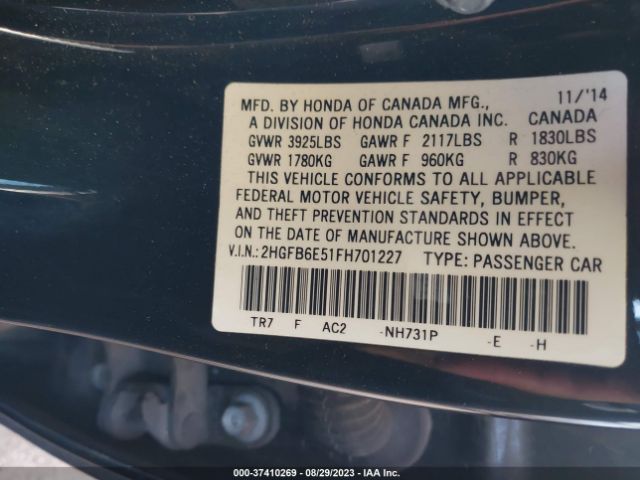 11/'14
MFD. BY HONDA OF CANADA MFG., CANADA
A DIVISION OF HONDA CANADA INC.
GVWR 3925LBS GAWR F 2117LBS R 1830LBS
GVWR 1780KG GAWR F 960KG R 830KG
THIS VEHICLE CONFORMS TO ALL APPLICABLE
FEDERAL MOTOR VEHICLE SAFETY, BUMPER,
AND THEFT PREVENTION STANDARDS IN EFFECT
ON THE DATE OF MANUFACTURE SHOWN ABOVE.
V.I.N.: 2HGFB6E51FH701227 TYPE: PASSENGER CAR
TR7 F AC2 -NH731P -E -H
000-37410269 - 08/29/2023 - IAA Inc.